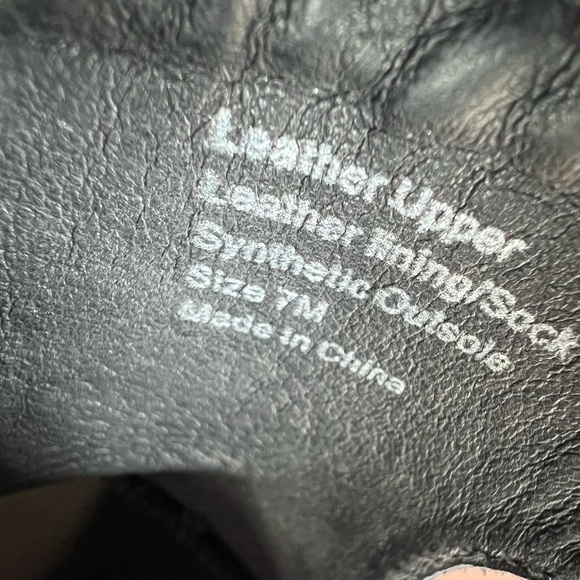 Leather Upper
Leather lining/Sock
Synthetic Outsole
Size 7M
Made in China